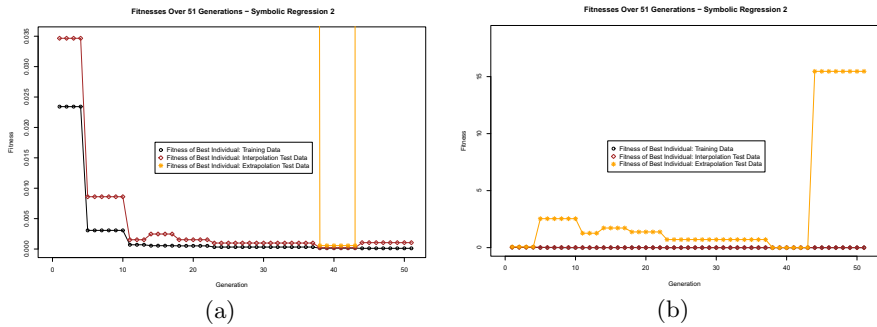 Fitnesses Over 51 Generations − Symbolic Regression 2
Fitness
0.035
0.030
0.025
0.020
0.015
0.010
0.005
0.000
Fitness of Best Individual: Training Data
Fitness of Best Individual: Interpolation Test Data
Fitness of Best Individual: Extrapolation Test Data
0 10 20 30 40 50
Generation
(a)
Fitnesses Over 51 Generations − Symbolic Regression 2
Fitness
15
10
5
0
Fitness of Best Individual: Training Data
Fitness of Best Individual: Interpolation Test Data
Fitness of Best Individual: Extrapolation Test Data
0 10 20 30 40 50
Generation
(b)